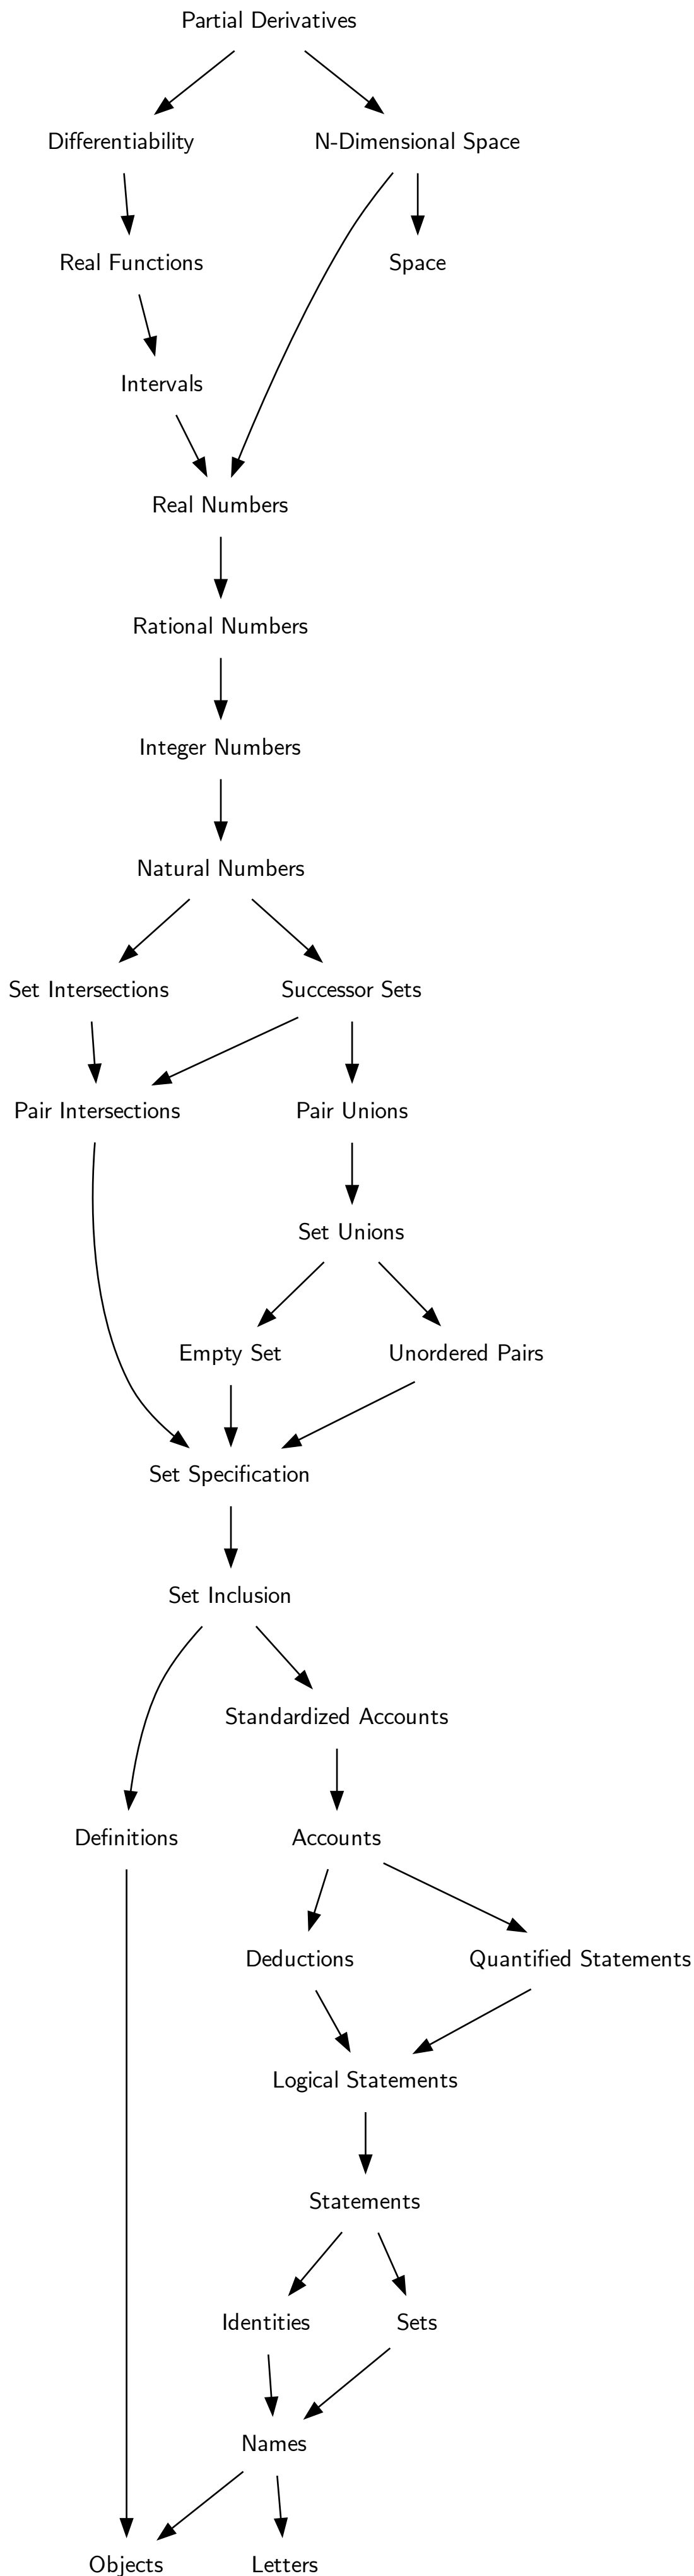 Partial Derivatives
Differentiability
N-Dimensional Space
Real Functions
Space
Intervals
Real Numbers
Rational Numbers
Integer Numbers
Natural Numbers
Set Intersections
Successor Sets
Pair Intersections
Pair Unions
Set Unions
Empty Set
Unordered Pairs
Set Specification
Set Inclusion
Standardized Accounts
Definitions
Accounts
Deductions
Quantified Statements
Logical Statements
Statements
Identities
Sets
Names
Objects
Letters